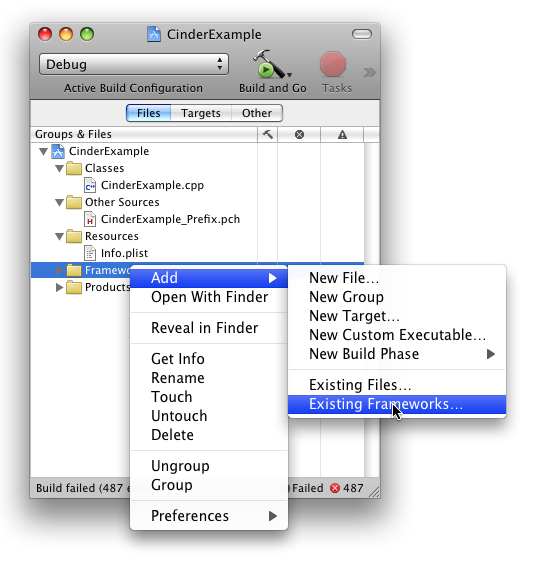 CinderExample
Debug
Active Build Configuration
Build and Go
Tasks
Files
Targets
Other
Groups & Files
CinderExample
Classes
CinderExample.cpp
Other Sources
CinderExample_Prefix.pch
Resources
Info.plist
Products
Add
Open With Finder
Reveal in Finder
Get Info
Rename
Touch
Untouch
Delete
Ungroup
Group
Preferences
New File...
New Group
New Target...
New Custom Executable...
New Build Phase
Existing Files...
Existing Frameworks...
Build failed (487
Failed
487